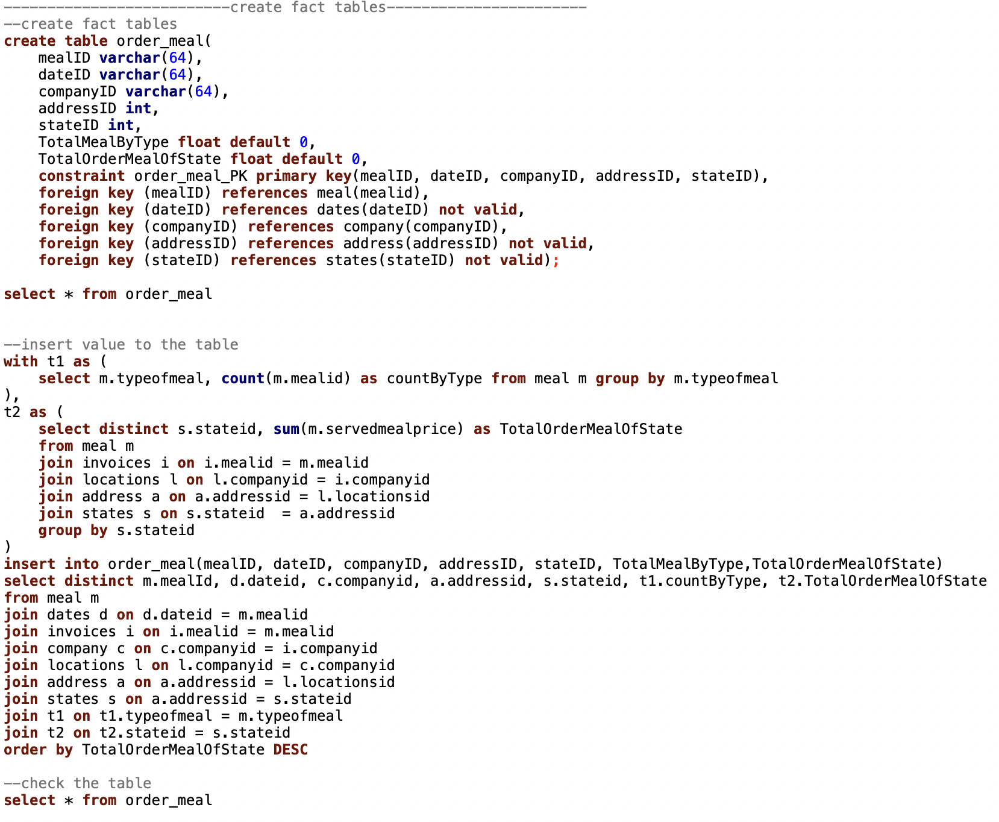 --------------------------create fact tables-----------------------
--create fact tables
create table order_meal(
    mealID varchar(64),
    dateID varchar(64),
    companyID varchar(64),
    addressID int,
    stateID int,
    TotalMealByType float default 0,
    TotalOrderMealOfState float default 0,
    constraint order_meal_PK primary key(mealID, dateID, companyID, addressID, stateID),
    foreign key (mealID) references meal(mealid),
    foreign key (dateID) references dates(dateID) not valid,
    foreign key (companyID) references company(companyID),
    foreign key (addressID) references address(addressID) not valid,
    foreign key (stateID) references states(stateID) not valid);

select * from order_meal


--insert value to the table
with t1 as (
    select m.typeofmeal, count(m.mealid) as countByType from meal m group by m.typeofmeal
),
t2 as (
    select distinct s.stateid, sum(m.servedmealprice) as TotalOrderMealOfState
    from meal m
    join invoices i on i.mealid = m.mealid
    join locations l on l.companyid = i.companyid
    join address a on a.addressid = l.locationsid
    join states s on s.stateid  = a.addressid
    group by s.stateid
)
insert into order_meal(mealID, dateID, companyID, addressID, stateID, TotalMealByType,TotalOrderMealOfState)
select distinct m.mealId, d.dateid, c.companyid, a.addressid, s.stateid, t1.countByType, t2.TotalOrderMealOfState
from meal m
join dates d on d.dateid = m.mealid
join invoices i on i.mealid = m.mealid
join company c on c.companyid = i.companyid
join locations l on l.companyid = c.companyid
join address a on a.addressid = l.locationsid
join states s on a.addressid = s.stateid
join t1 on t1.typeofmeal = m.typeofmeal
join t2 on t2.stateid = s.stateid
order by TotalOrderMealOfState DESC

--check the table
select * from order_meal